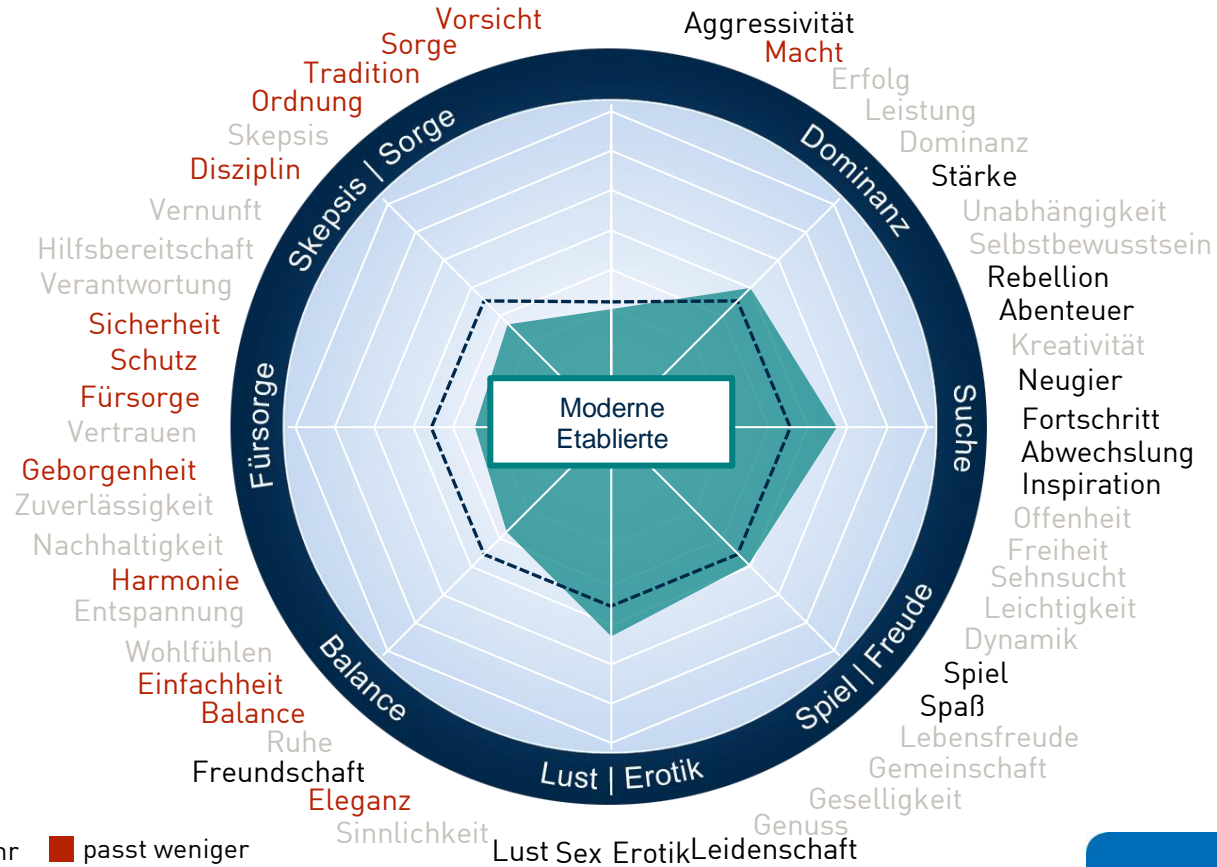 Vorsicht
Sorge
Tradition
Ordnung
Skepsis
Disziplin
Vernunft
Hilfsbereitschaft
Verantwortung
Sicherheit
Schutz
Fürsorge
Vertrauen
Geborgenheit
Zuverlässigkeit
Nachhaltigkeit
Harmonie
Entspannung
Wohlfühlen
Einfachheit
Balance
Ruhe
Freundschaft
Eleganz
Sinnlichkeit
Aggressivität
Macht
Erfolg
Leistung
Dominanz
Stärke
Unabhängigkeit
Selbstbewusstsein
Rebellion
Abenteuer
Kreativität
Neugier
Fortschritt
Abwechslung
Inspiration
Offenheit
Freiheit
Sehnsucht
Leichtigkeit
Dynamik
Spiel
Spaß
Lebensfreude
Gemeinschaft
Geselligkeit
Genuss
Lust Sex Erotik Leidenschaft
Skepsis | Sorge
Dominanz
Suche
Spiel | Freude
Lust | Erotik
Balance
Fürsorge
Moderne
Etablierte
passt weniger